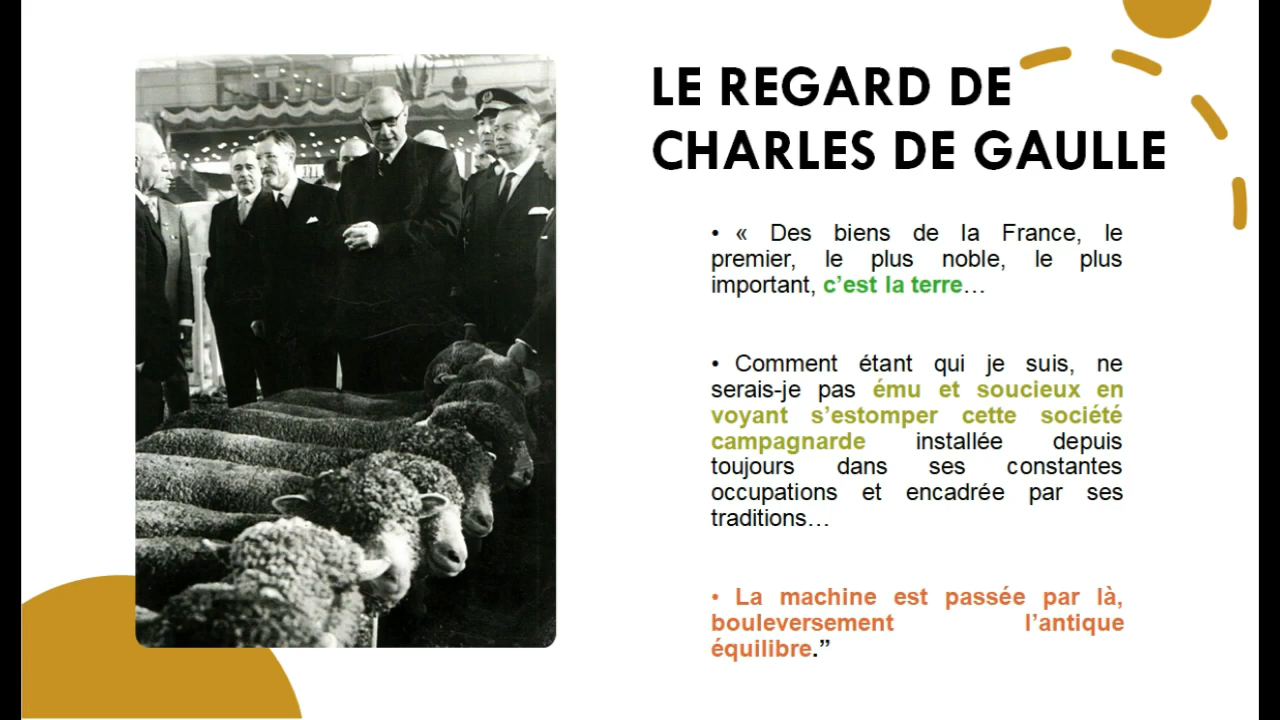 LE REGARD DE
CHARLES DE GAULLE
• « Des biens de la France, le
premier, le plus noble, le plus
important, c’est la terre…
• Comment étant qui je suis, ne
serais-je pas ému et soucieux en
voyant s’estomper cette société
campagnarde installée depuis
toujours dans ses constantes
occupations et encadrée par ses
traditions…
• La machine est passée par là,
bouleversement l’antique
équilibre.”